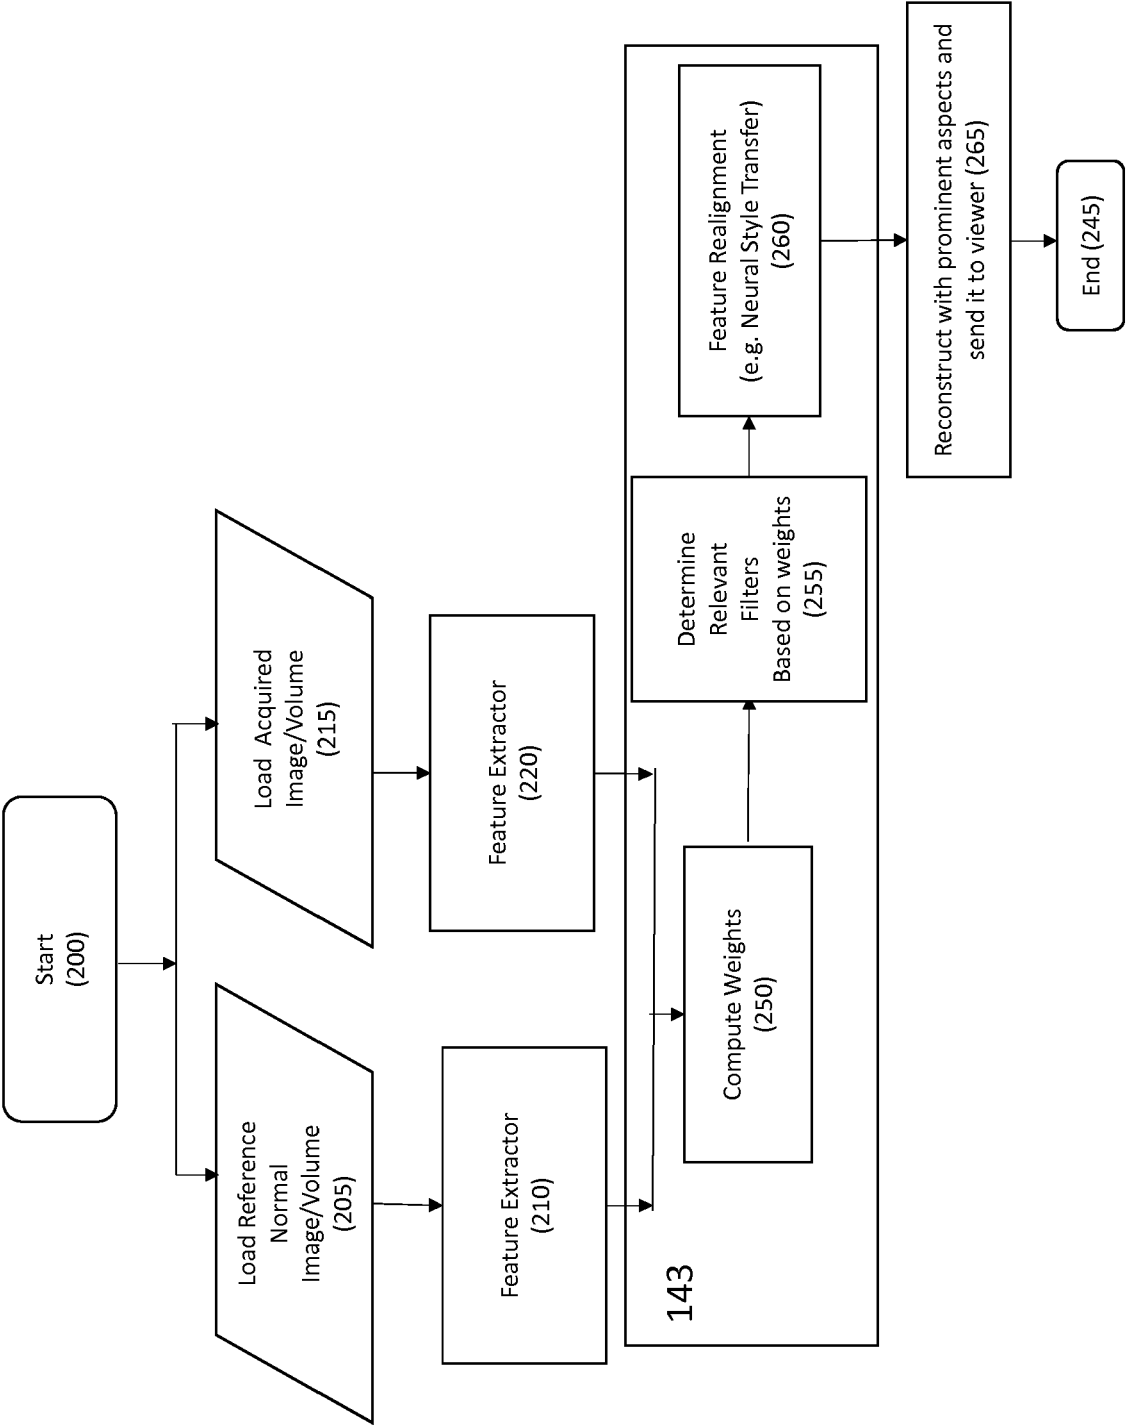 Start
(200)
Load Reference
Normal
Image/Volume
(205)
Load Acquired
Image/Volume
(215)
Feature Extractor
(210)
Feature Extractor
(220)
143
Compute Weights
(250)
Determine
Relevant
Filters
Based on weights
(255)
Feature Realignment
(e.g. Neural Style Transfer)
(260)
Reconstruct with prominent aspects and
send it to viewer (265)
End (245)